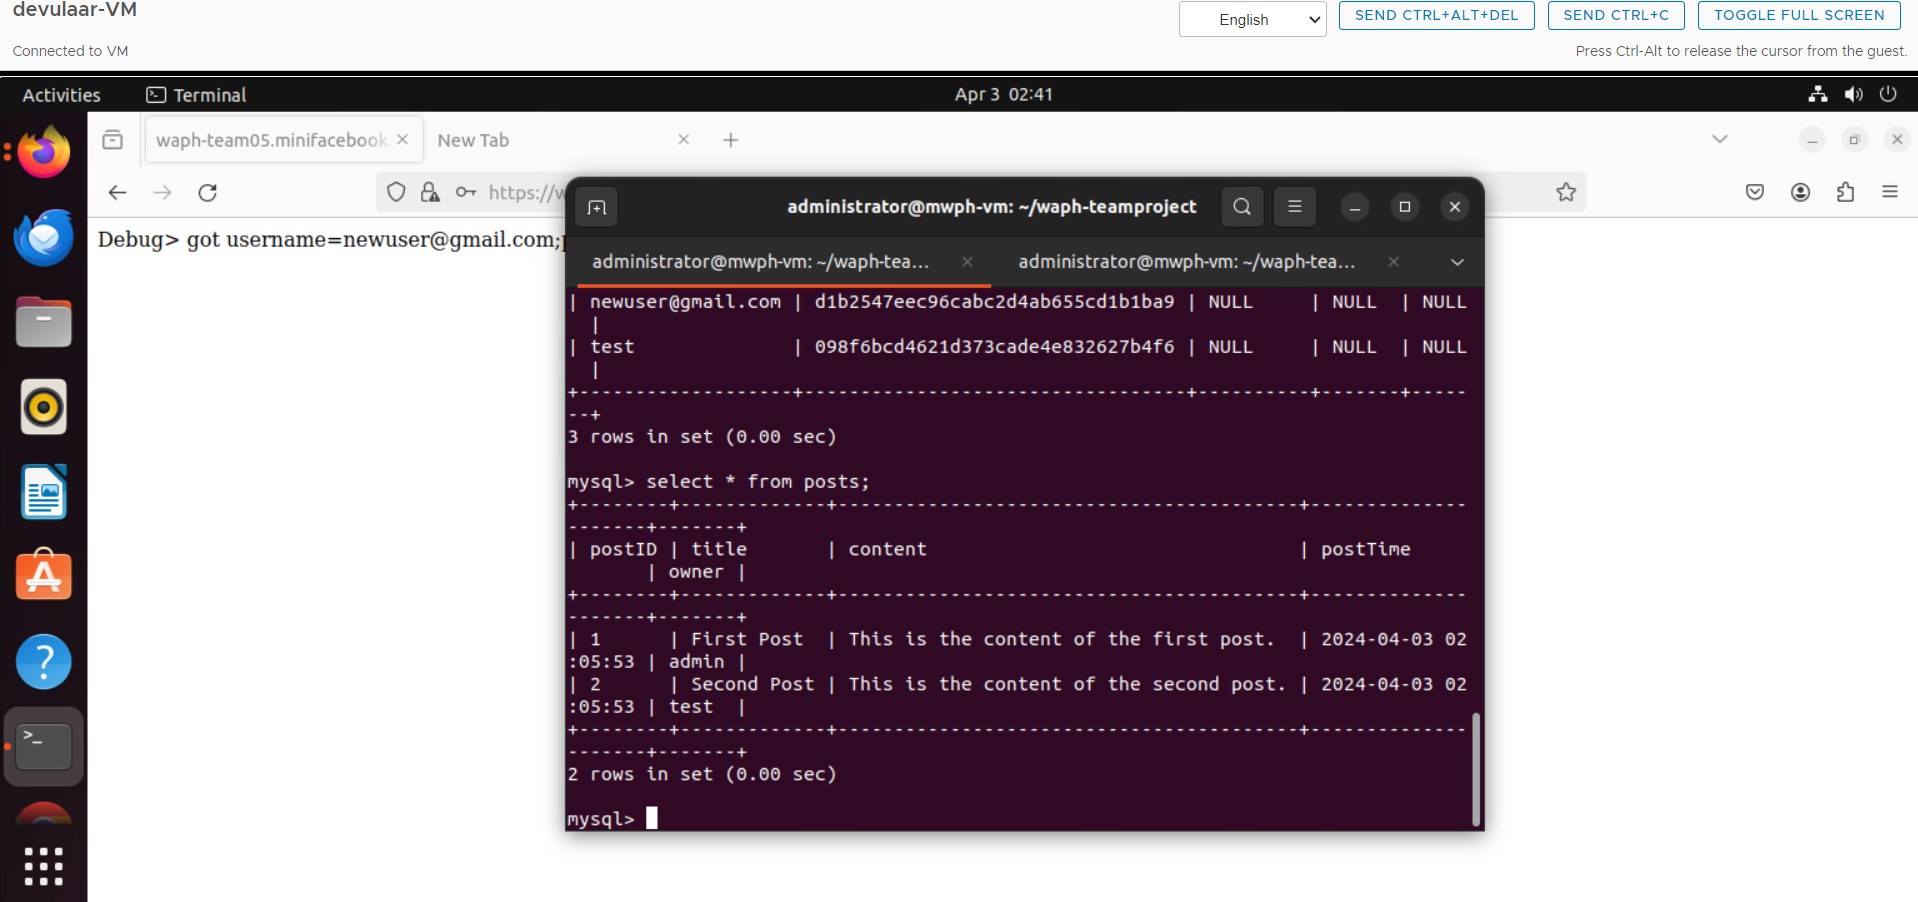 devulaar-VM
English
SEND CTRL+ALT+DEL
SEND CTRL+C
TOGGLE FULL SCREEN
Connected to VM
Press Ctrl-Alt to release the cursor from the guest.
Activities
Terminal
Apr 3 02:41
waph-team05.minifacebook.
New Tab
https://w
Debug> got username=newuser@gmail.com;p
administrator@mwph-vm: ~/waph-teamproject
administrator@mwph-vm: ~/waph-tea...
administrator@mwph-vm: ~/waph-tea...
| newuser@gmail.com | d1b2547eec96cabc2d4ab655cd1b1ba9 | NULL     | NULL  | NULL
  |
| test              | 098f6bcd4621d373cade4e832627b4f6 | NULL     | NULL  | NULL
  |
+-------------------+----------------------------------+----------+-------+-----
--+
3 rows in set (0.00 sec)
mysql> select * from posts;
+--------+-------------+-----------------------------------------+--------------
-------+-------+
| postID | title       | content                                 | postTime
       | owner |
+--------+-------------+-----------------------------------------+--------------
-------+-------+
| 1      | First Post  | This is the content of the first post.  | 2024-04-03 02
:05:53 | admin |
| 2      | Second Post | This is the content of the second post. | 2024-04-03 02
:05:53 | test  |
+--------+-------------+-----------------------------------------+--------------
-------+-------+
2 rows in set (0.00 sec)
mysql>